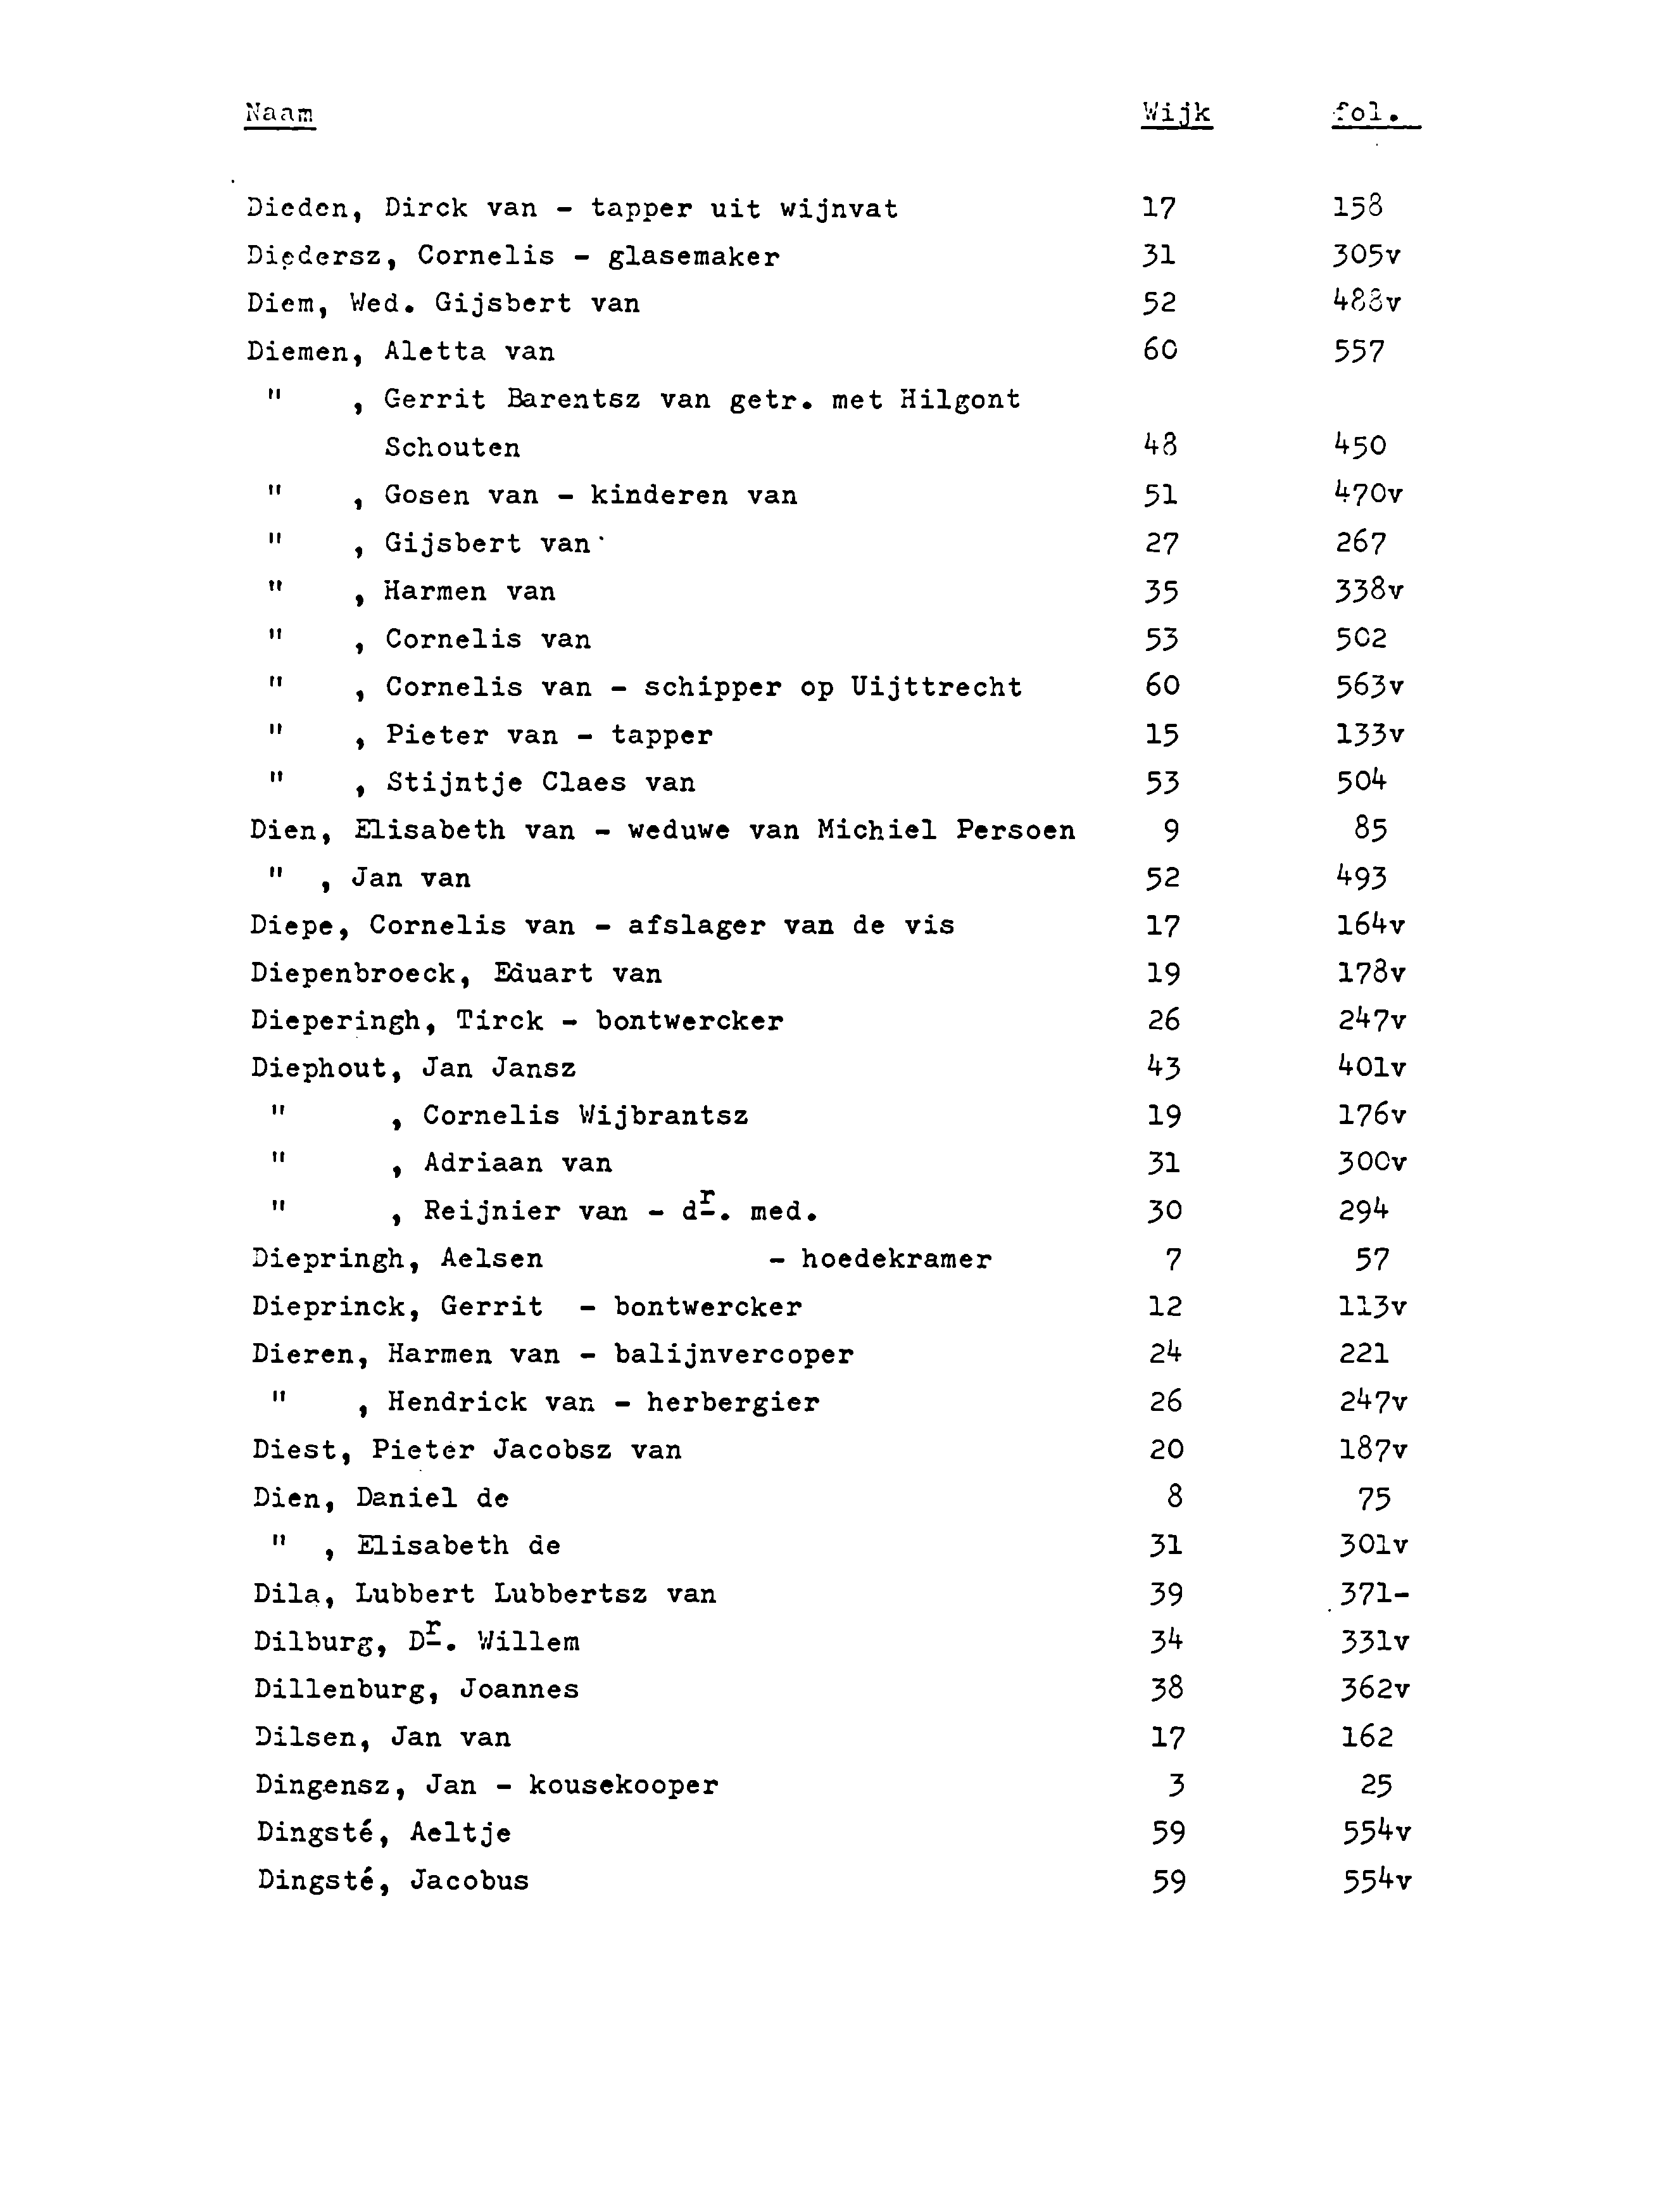 Naam Wijk fol.
Dieden, Dirck van - tapper uit wijnvat 17 158
Diedersz, Cornelis - glasemaker 31 305v
Diem, Wed. Gijsbert van 52 488v
Diemen, Aletta van 60 557
" , Gerrit Barentsz van getr. met Hilgont
Schouten 48 450
" , Gosen van - kinderen van 51 470v
" , Gijsbert van 27 267
" , Harmen van 35 338v
" , Cornelis van 53 502
" , Cornelis van - schipper op Uijttrecht 60 563v
" , Pieter van - tapper 15 133v
" , Stijntje Claes van 53 504
Dien, Elisabeth van - weduwe van Michiel Persoen 9 85
" , Jan van 52 493
Diepe, Cornelis van - afslager van de vis 17 164v
Diepenbroeck, Eduart van 19 178v
Dieperingh, Tirck - bontwercker 26 247v
Diephout, Jan Jansz 43 401v
" , Cornelis Wijbrantsz 19 176v
" , Adriaan van 31 300v
" , Reijnier van - dr. med. 30 294
Diepringh, Aelsen - hoedekramer 7 57
Dieprinck, Gerrit - bontwercker 12 113v
Dieren, Harmen van - balijnvercoper 24 221
" , Hendrick van - herbergier 26 247v
Diest, Pieter Jacobsz van 20 187v
Dien, Daniel de 8 75
" , Elisabeth de 31 301v
Dila, Lubbert Lubbertsz van 39 371-
Dilburg, Dr. Willem 34 331v
Dillenburg, Joannes 38 362v
Dilsen, Jan van 17 162
Dingensz, Jan - kousekooper 3 25
Dingsté, Aeltje 59 554v
Dingsté, Jacobus 59 554v